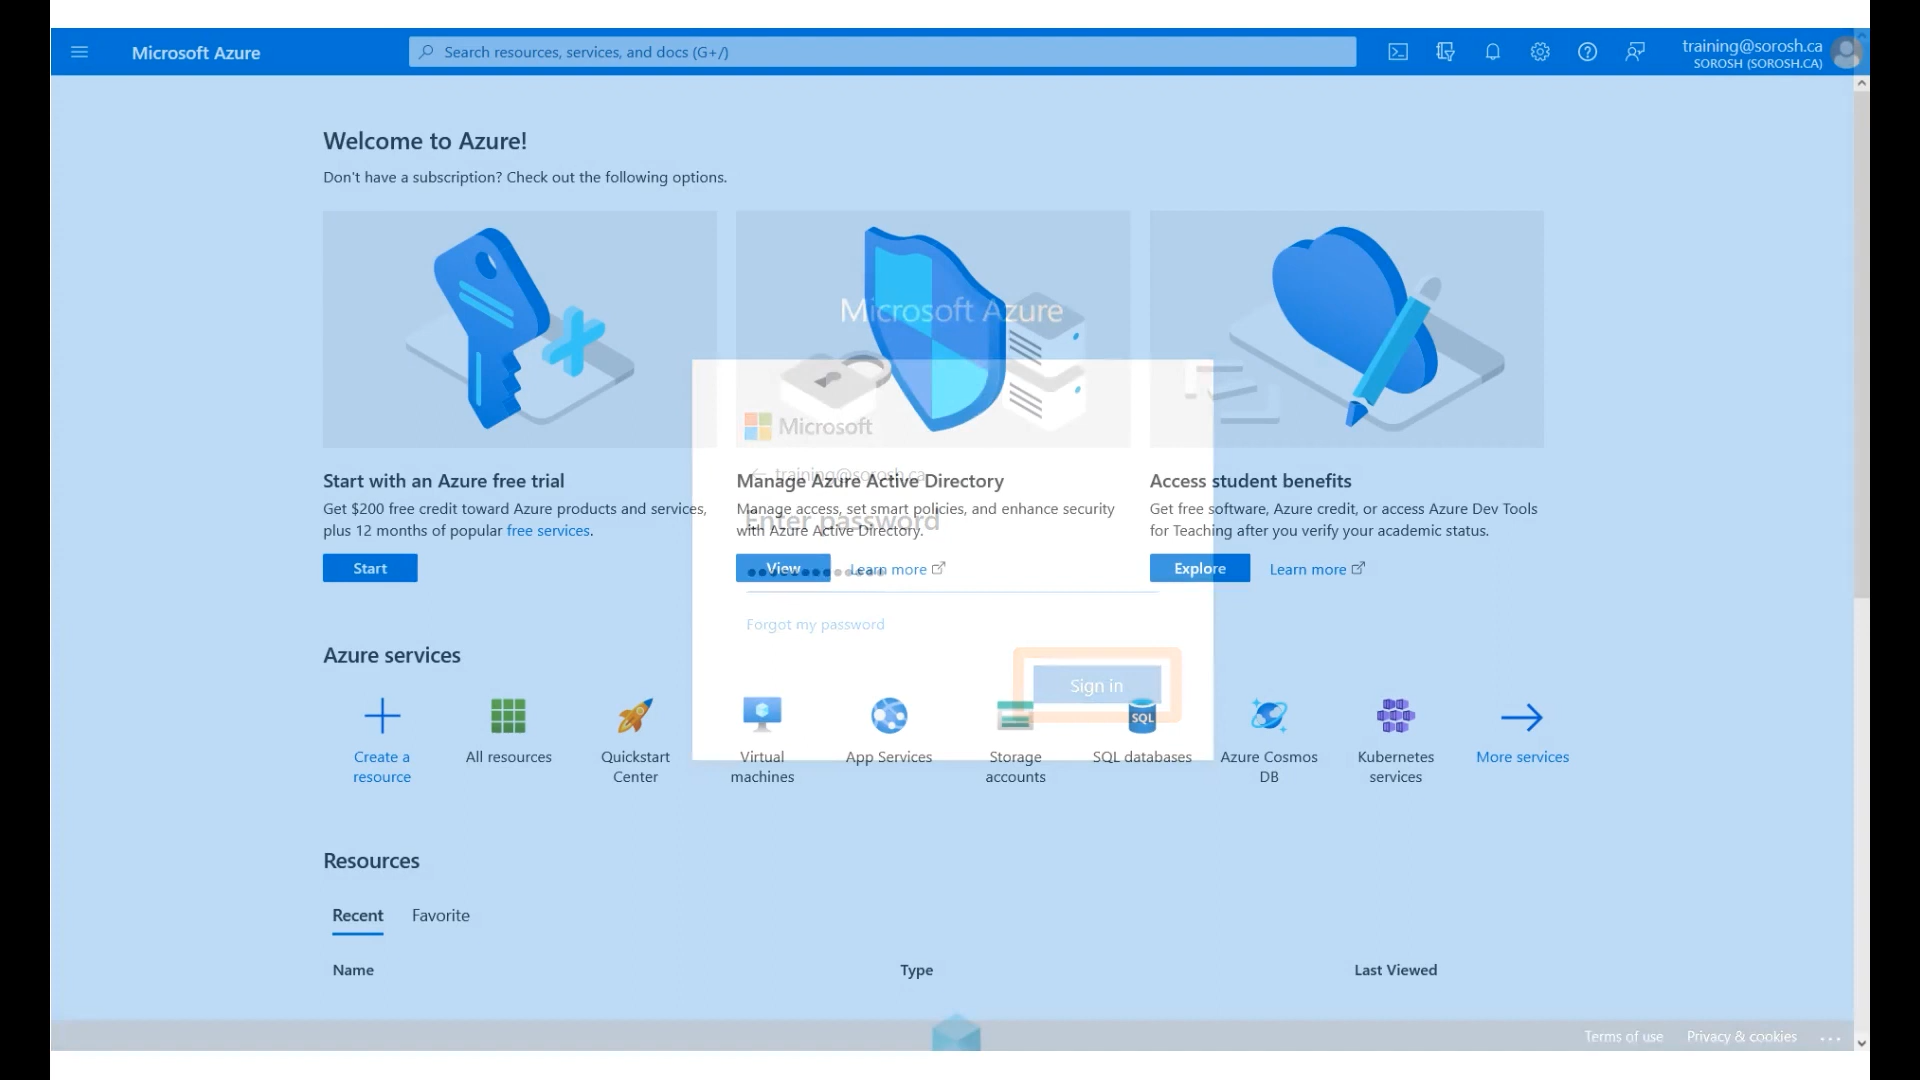 Microsoft Azure
Search resources, services, and docs (G+/)
training@sorosh.ca
SOROSH (SOROSH.CA)
Welcome to Azure!
Don't have a subscription? Check out the following options.
Microsoft Azure
Microsoft
training@sorosh.ca
Start with an Azure free trial
Get $200 free credit toward Azure products and services,
plus 12 months of popular free services.
Start
Manage Azure Active Directory
Manage access, set smart policies, and enhance security
with Azure Active Directory.
View
Learn more
Access student benefits
Get free software, Azure credit, or access Azure Dev Tools
for Teaching after you verify your academic status.
Explore
Learn more
Enter password
Forgot my password
Sign in
Azure services
Create a
resource
All resources
Quickstart
Center
Virtual
machines
App Services
Storage
accounts
SQL
SQL databases
Azure Cosmos
DB
Kubernetes
services
More services
Resources
Recent
Favorite
Name
Type
Last Viewed
Terms of use
Privacy & cookies
...